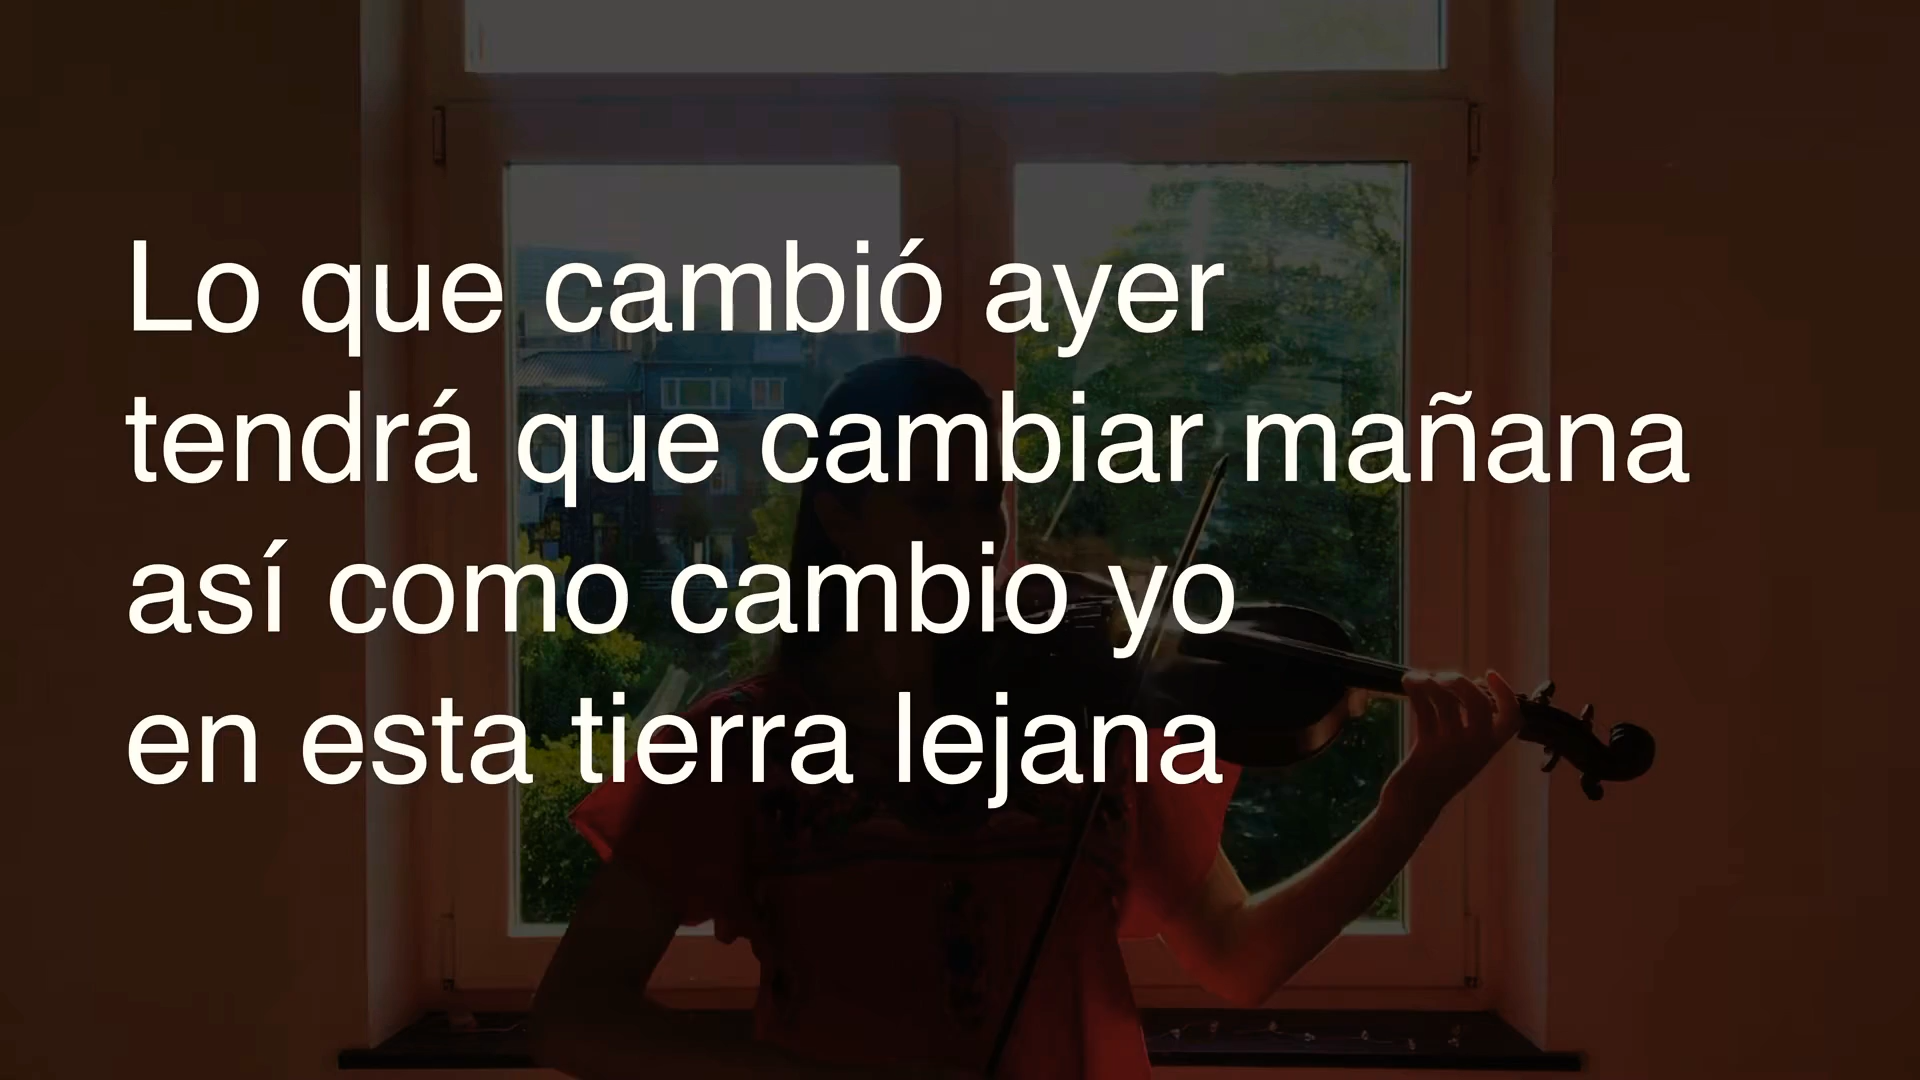 Lo que cambió ayer
tendrá que cambiar mañana
así como cambio yo
en esta tierra lejana